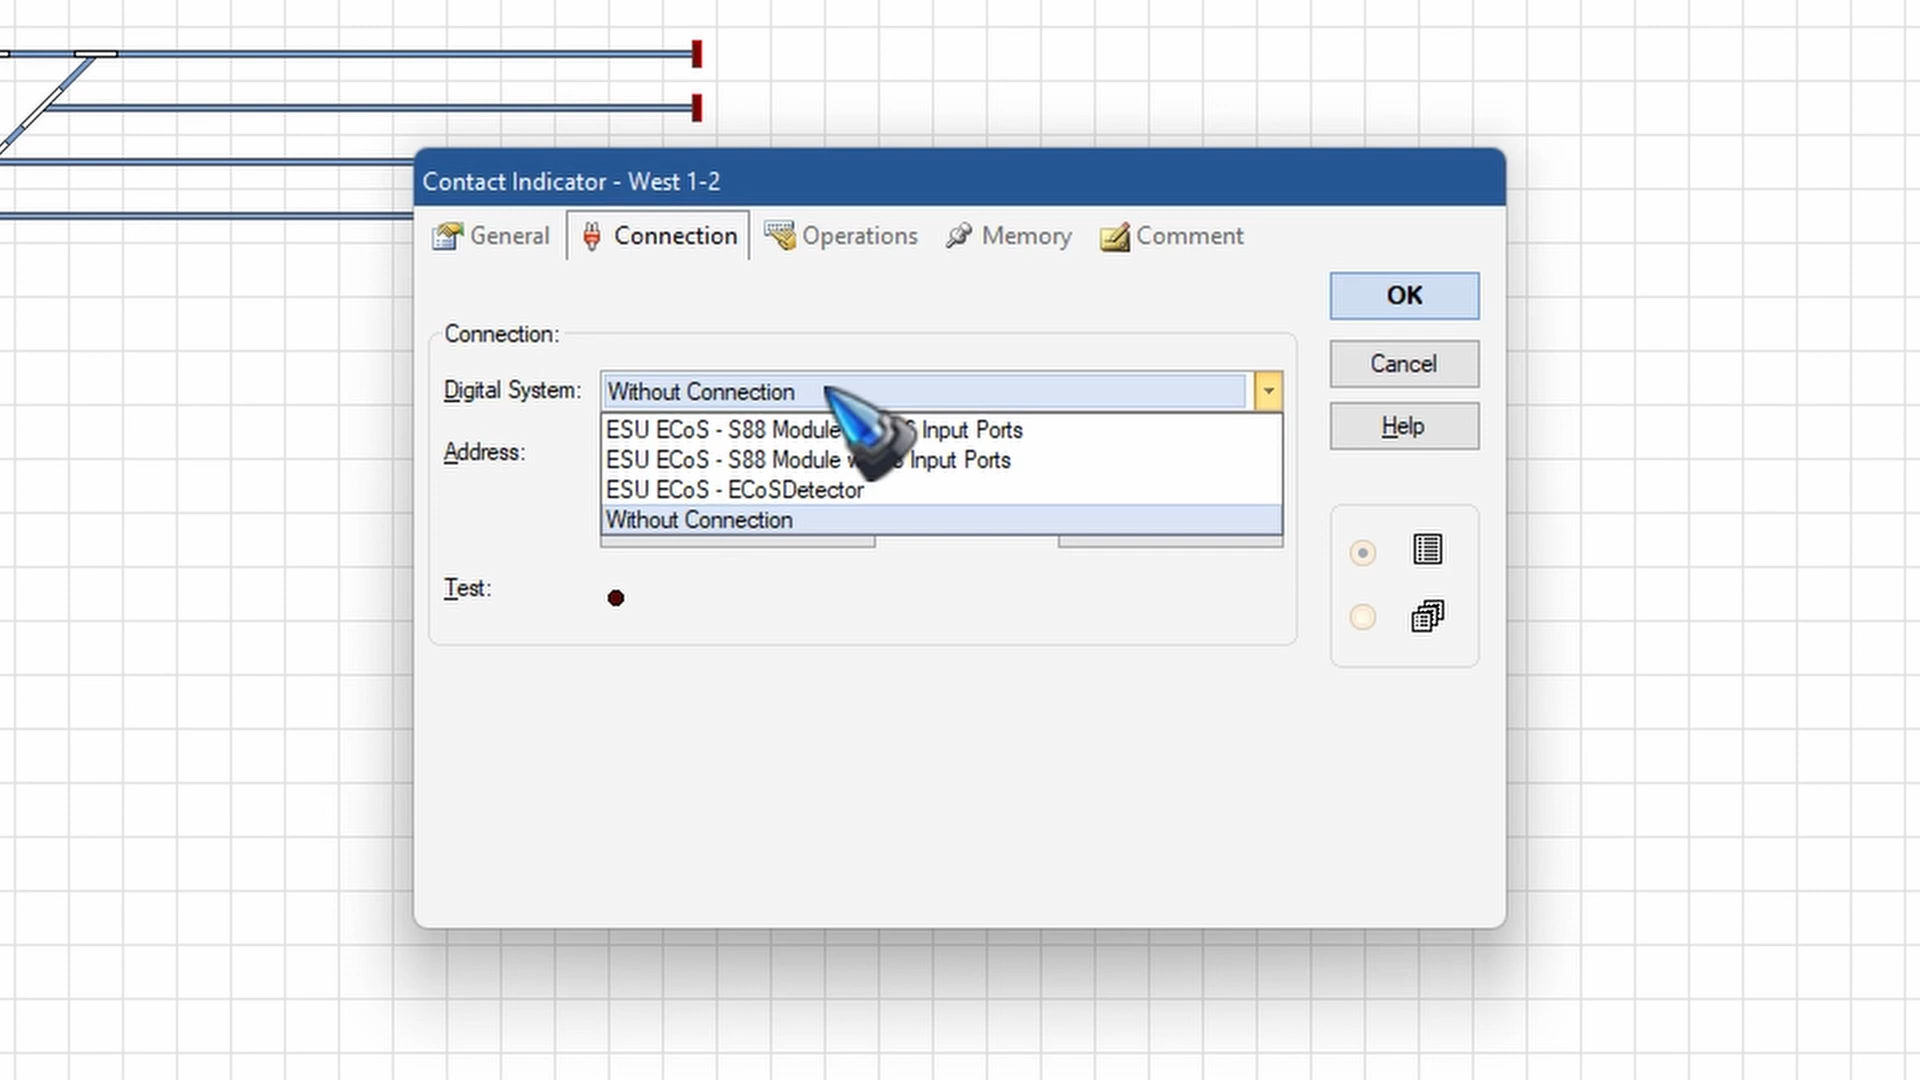 Contact Indicator - West 1-2
General Connection Operations Memory Comment
OK
Connection:
Cancel
Digital System: Without Connection
ESU ECoS - S88 Module Input Ports
Help
Address:
ESU ECoS - S88 Module Input Ports
ESU ECoS - ECoSDetector
Without Connection
Test: